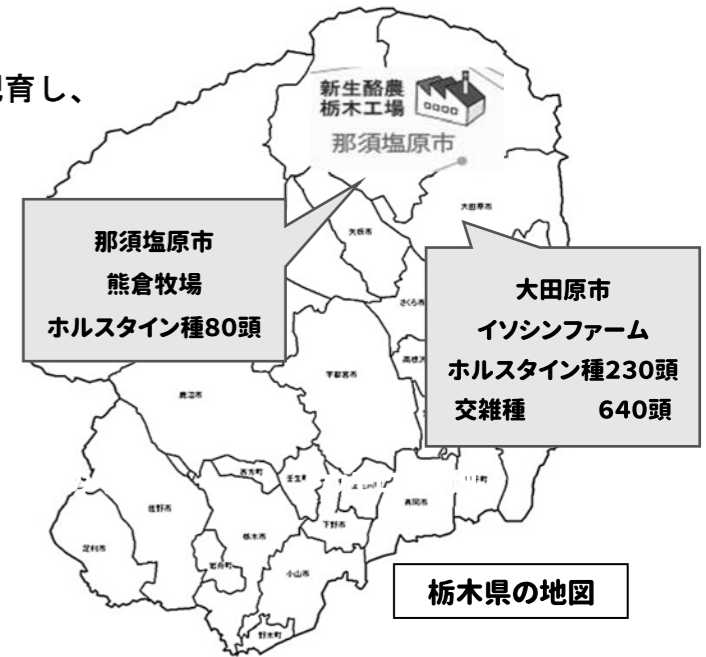 育し、
新生酪農
栃木工場
那須塩原市
大田原市
矢板市
那須塩原市
熊倉牧場
ホルスタイン種80頭
大田原市
イソシンファーム
ホルスタイン種230頭
交雑種 640頭
さくら市
宇都宮市
鹿沼市
西方町
壬生町
真岡市
佐野市
栃木市
下野市
足利市
岩舟町
小山市
野木町
栃木県の地図